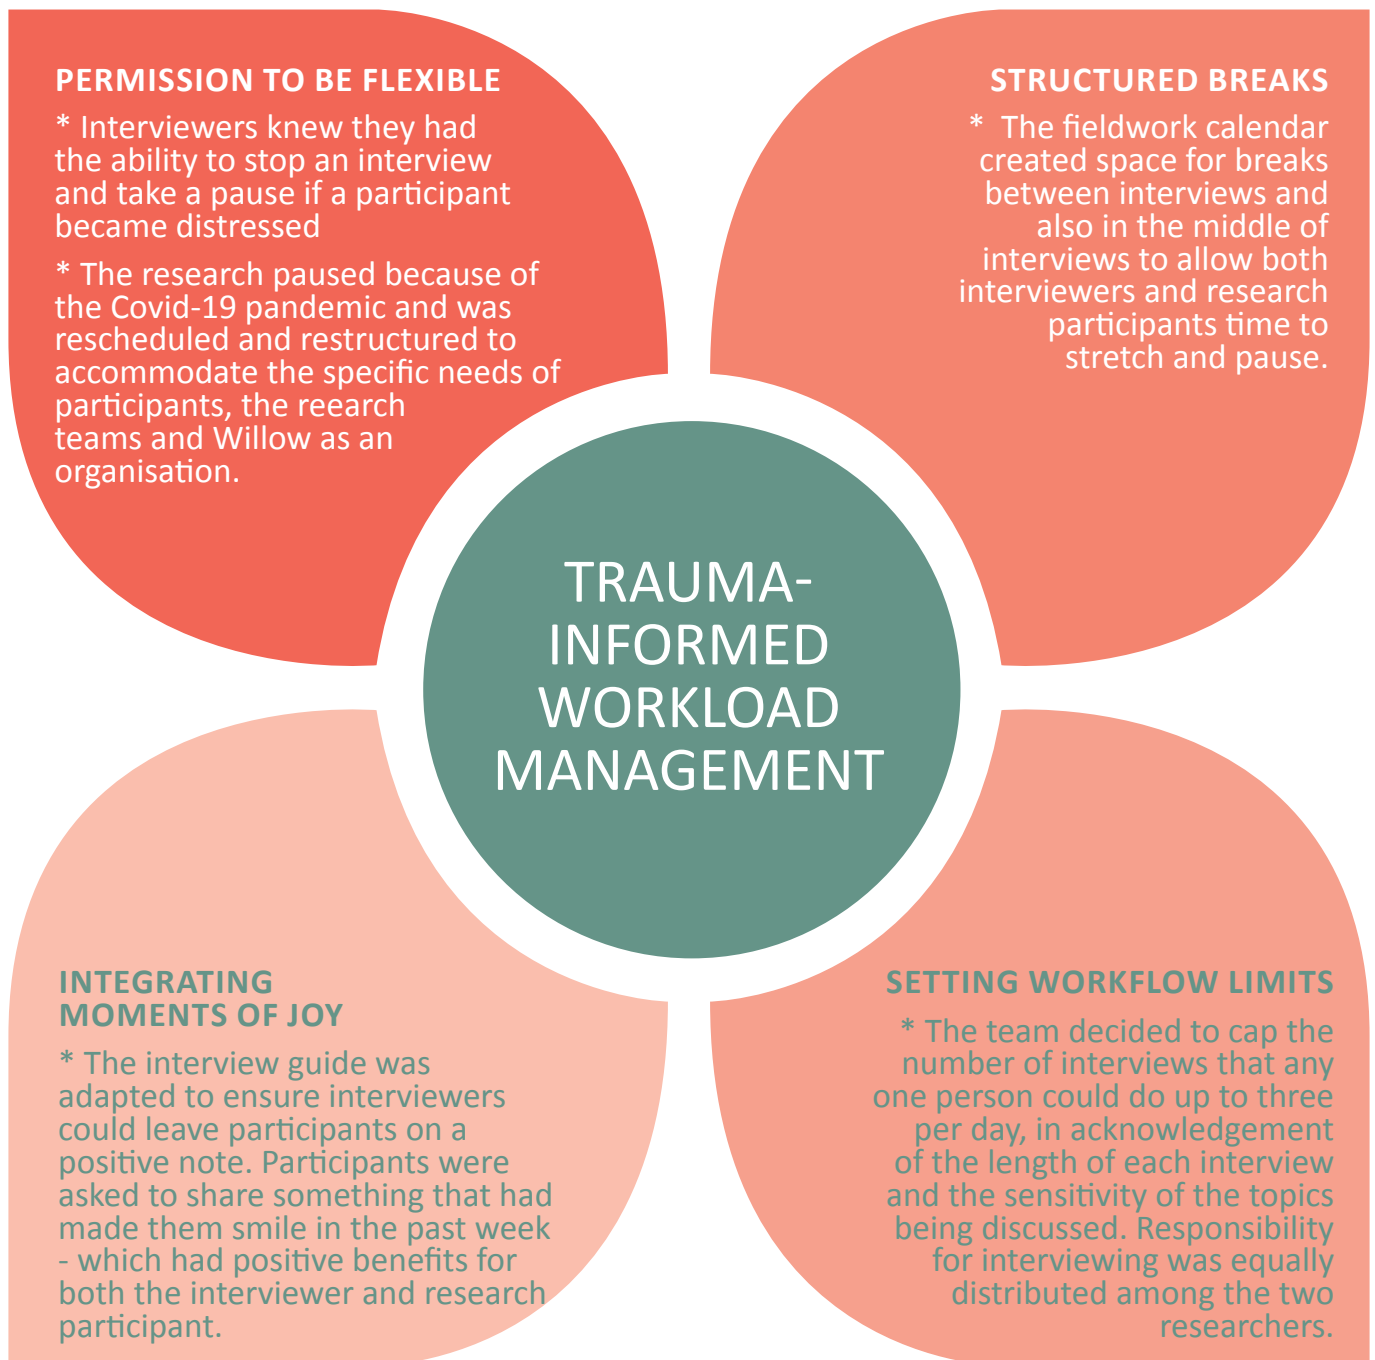 PERMISSION TO BE FLEXIBLE
* Interviewers knew they had
the ability to stop an interview
and take a pause if a participant
became distressed
* The research paused because of
the Covid-19 pandemic and was
rescheduled and restructured to
accommodate the specific needs of
participants, the reearch
teams and Willow as an
organisation.
STRUCTURED BREAKS
* The fieldwork calendar
created space for breaks
between interviews and
also in the middle of
interviews to allow both
interviewers and research
participants time to
stretch and pause.
TRAUMA-
INFORMED
WORKLOAD
MANAGEMENT
INTEGRATING
MOMENTS OF JOY
* The interview guide was
adapted to ensure interviewers
could leave participants on a
positive note. Participants were
asked to share something that had
made them smile in the past week
- which had positive benefits for
both the interviewer and research
participant.
SETTING WORKFLOW LIMITS
* The team decided to cap the
number of interviews that any
one person could do up to three
per day, in acknowledgement
of the length of each interview
and the sensitivity of the topics
being discussed. Responsibility
for interviewing was equally
distributed among the two
researchers.